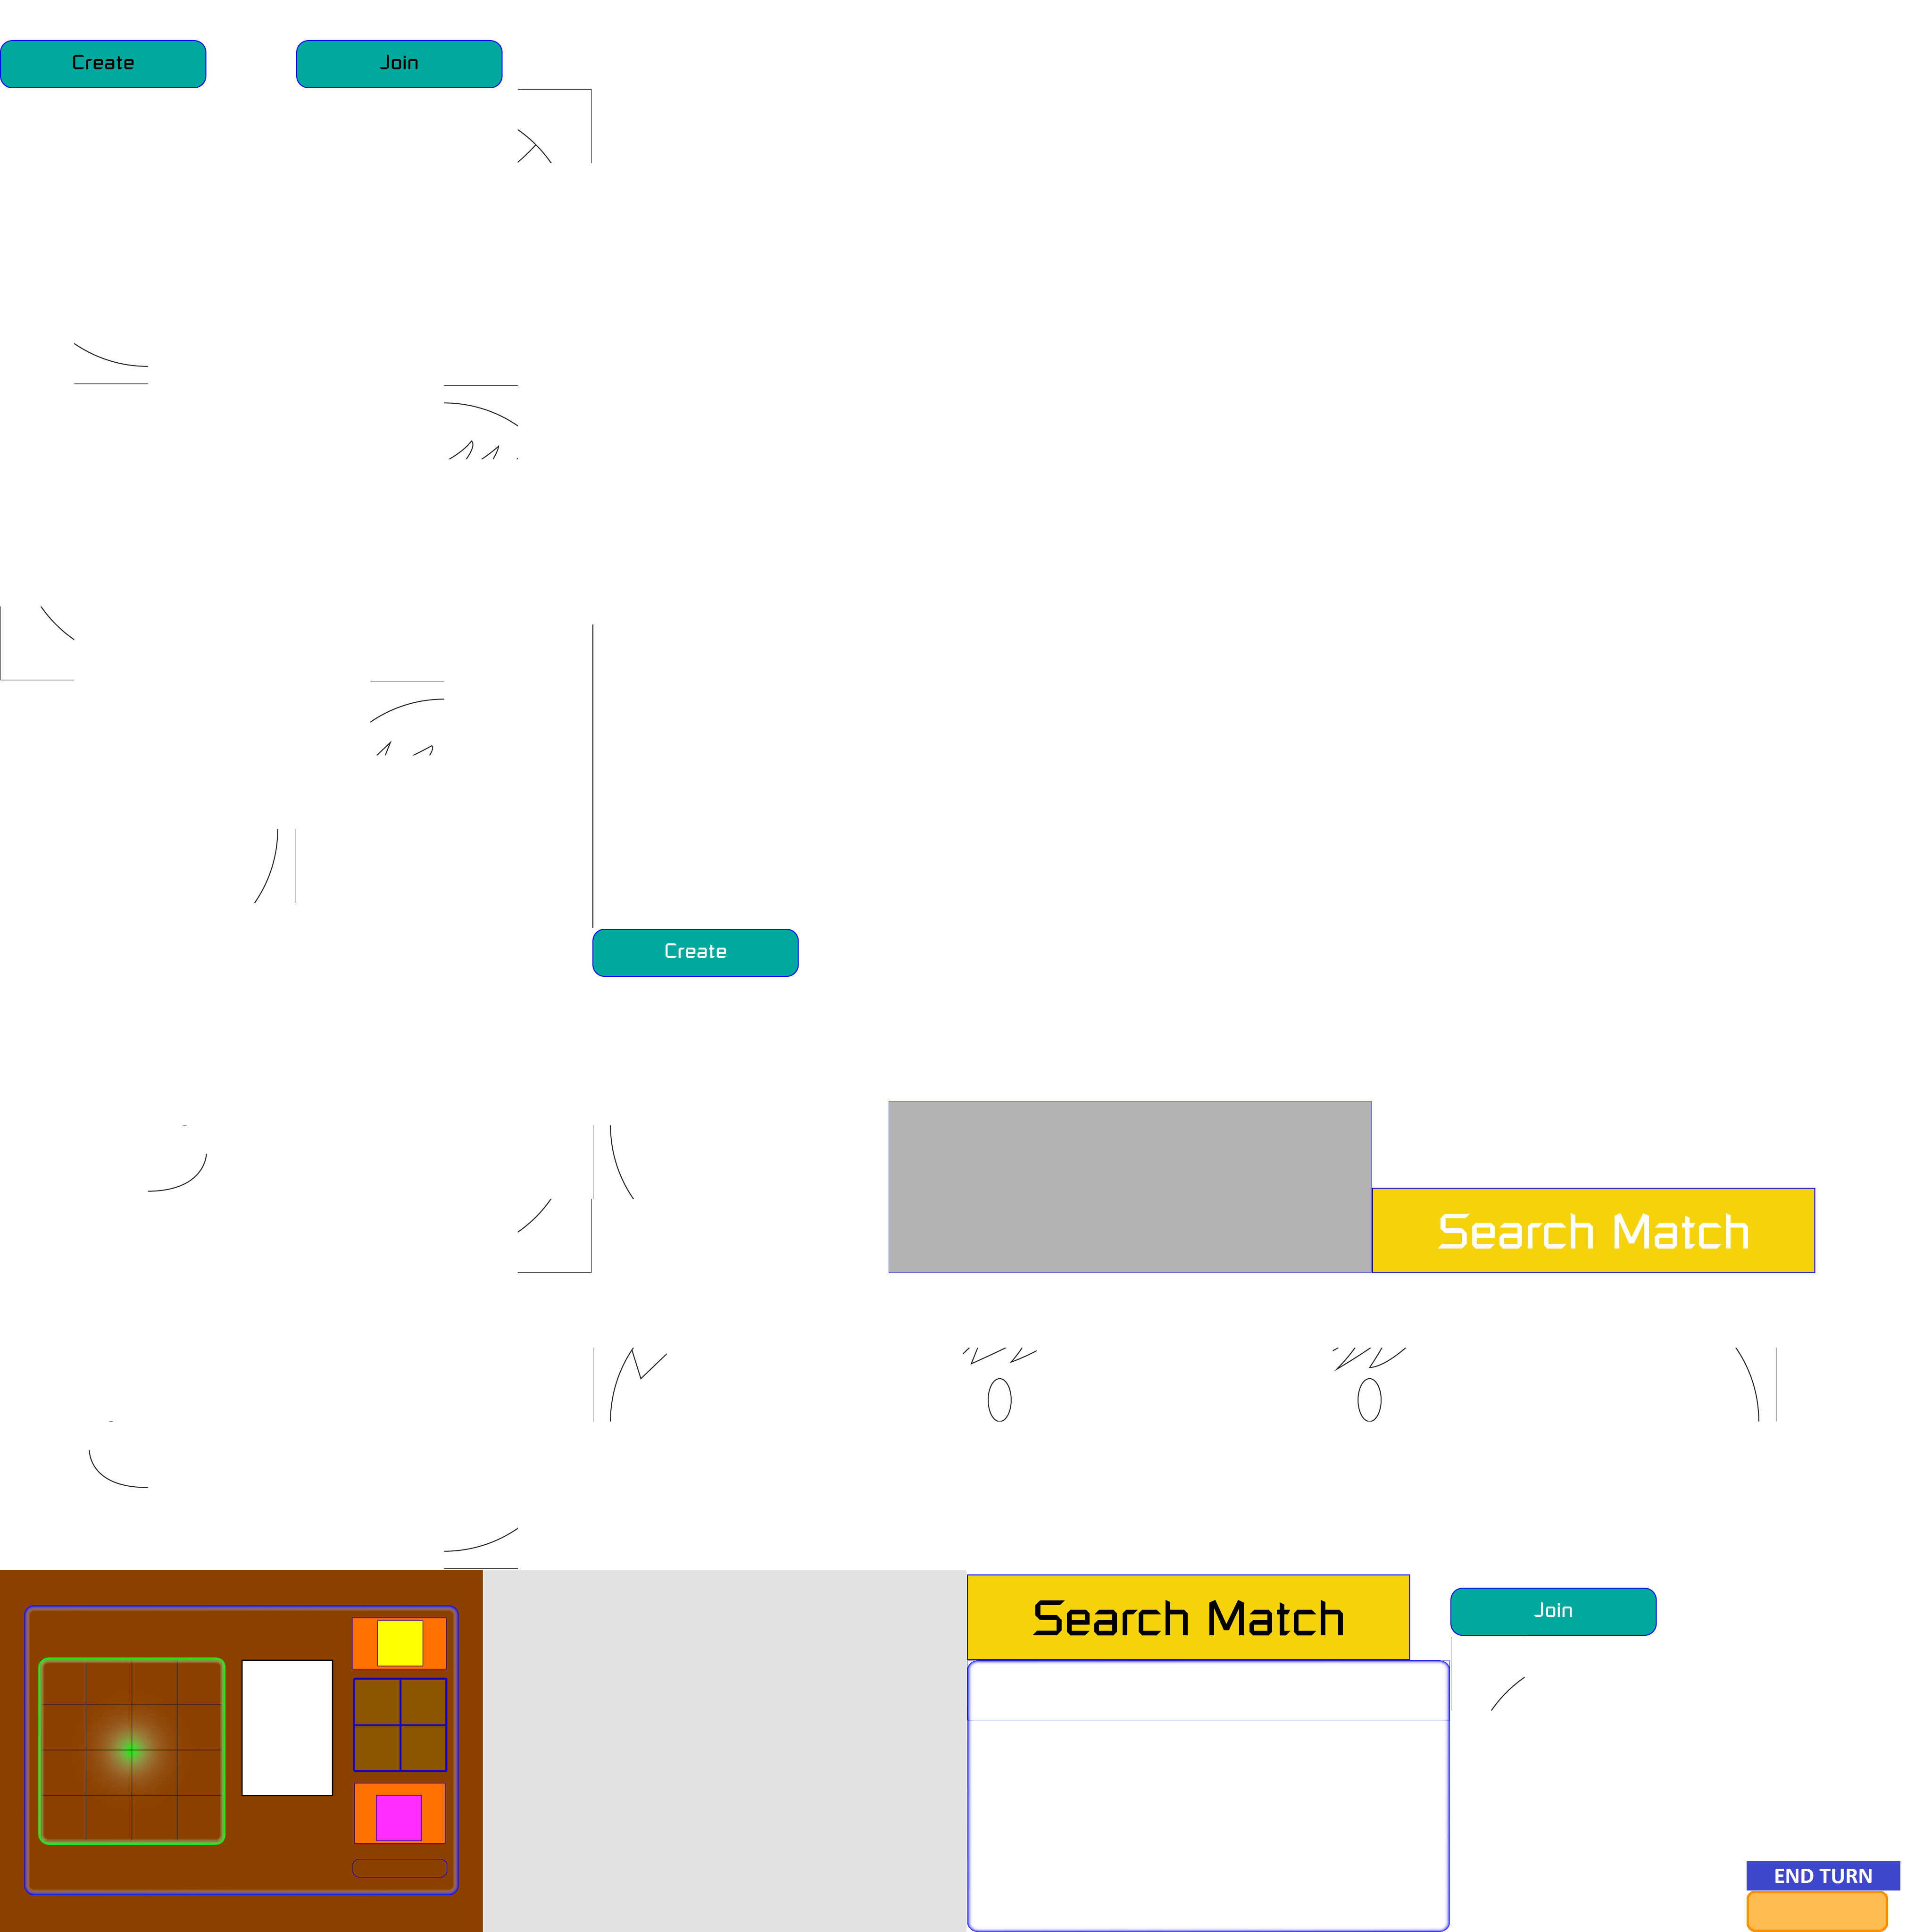 Create
Join
Create
Search Match
Search Match
Join
END TURN